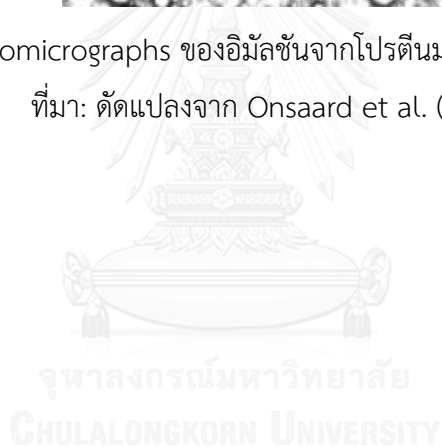 omicrographs ของอิมัลชันจากโปรตีนม
ที่มา: ดัดแปลงจาก Onsaard et al. (
จุฬาลงกรณ์มหาวิทยาลัย
CHULALONGKORN UNIVERSITY